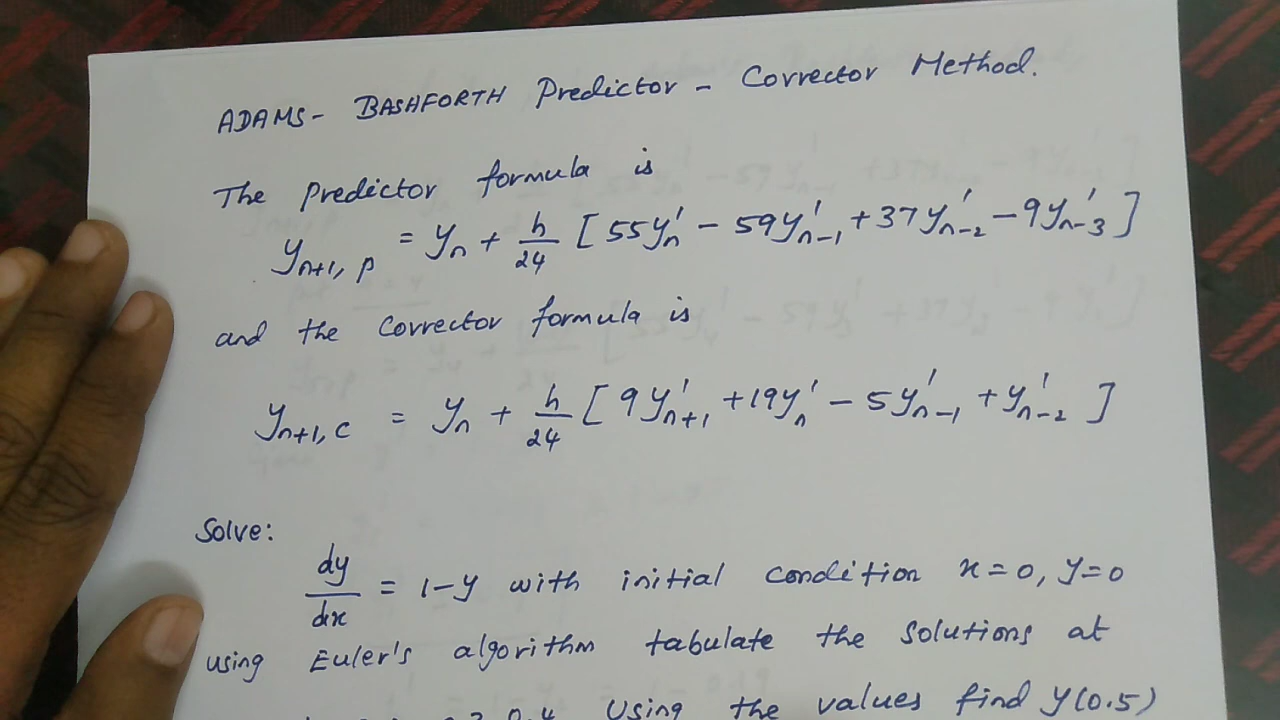 ADAMS - BASHFORTH Predictor - Corrector Method.
The Predictor formula is
y_{n+1, p} = y_n + h/24 [ 55y'_n - 59y'_{n-1} + 37y'_{n-2} - 9y'_{n-3} ]
and the Corrector formula is
y_{n+1, c} = y_n + h/24 [ 9y'_{n+1} + 19y'_n - 5y'_{n-1} + y'_{n-2} ]
Solve:
dy/dx = 1-y with initial condition x=0, y=0
using Euler's algorithm tabulate the solutions at
0.4 Using the values find y(0.5)